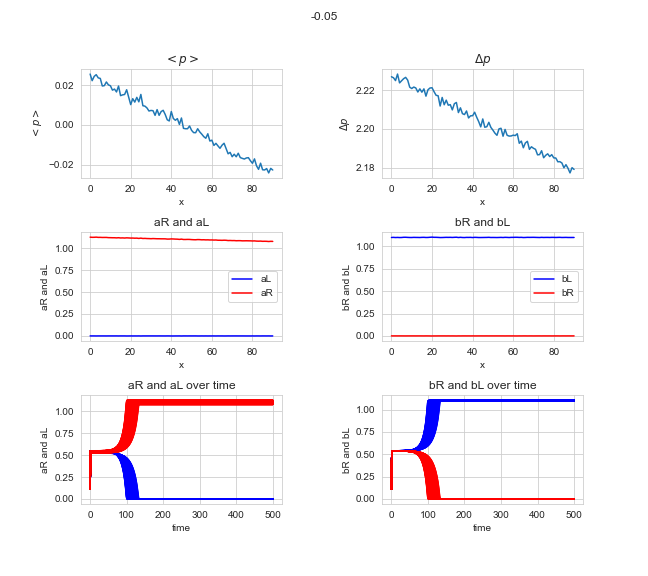 -0.05
< p >
Δp
0.02
0.00
−0.02
< p >
0 20 40 60 80
x
2.22
2.20
2.18
Δp
0 20 40 60 80
x
aR and aL
bR and bL
1.00
0.75
0.50
0.25
0.00
aR and aL
aL
aR
0 20 40 60 80
x
1.00
0.75
0.50
0.25
0.00
bR and bL
bL
bR
0 20 40 60 80
x
aR and aL over time
bR and bL over time
1.00
0.75
0.50
0.25
0.00
aR and aL
0 100 200 300 400 500
time
1.00
0.75
0.50
0.25
0.00
bR and bL
0 100 200 300 400 500
time